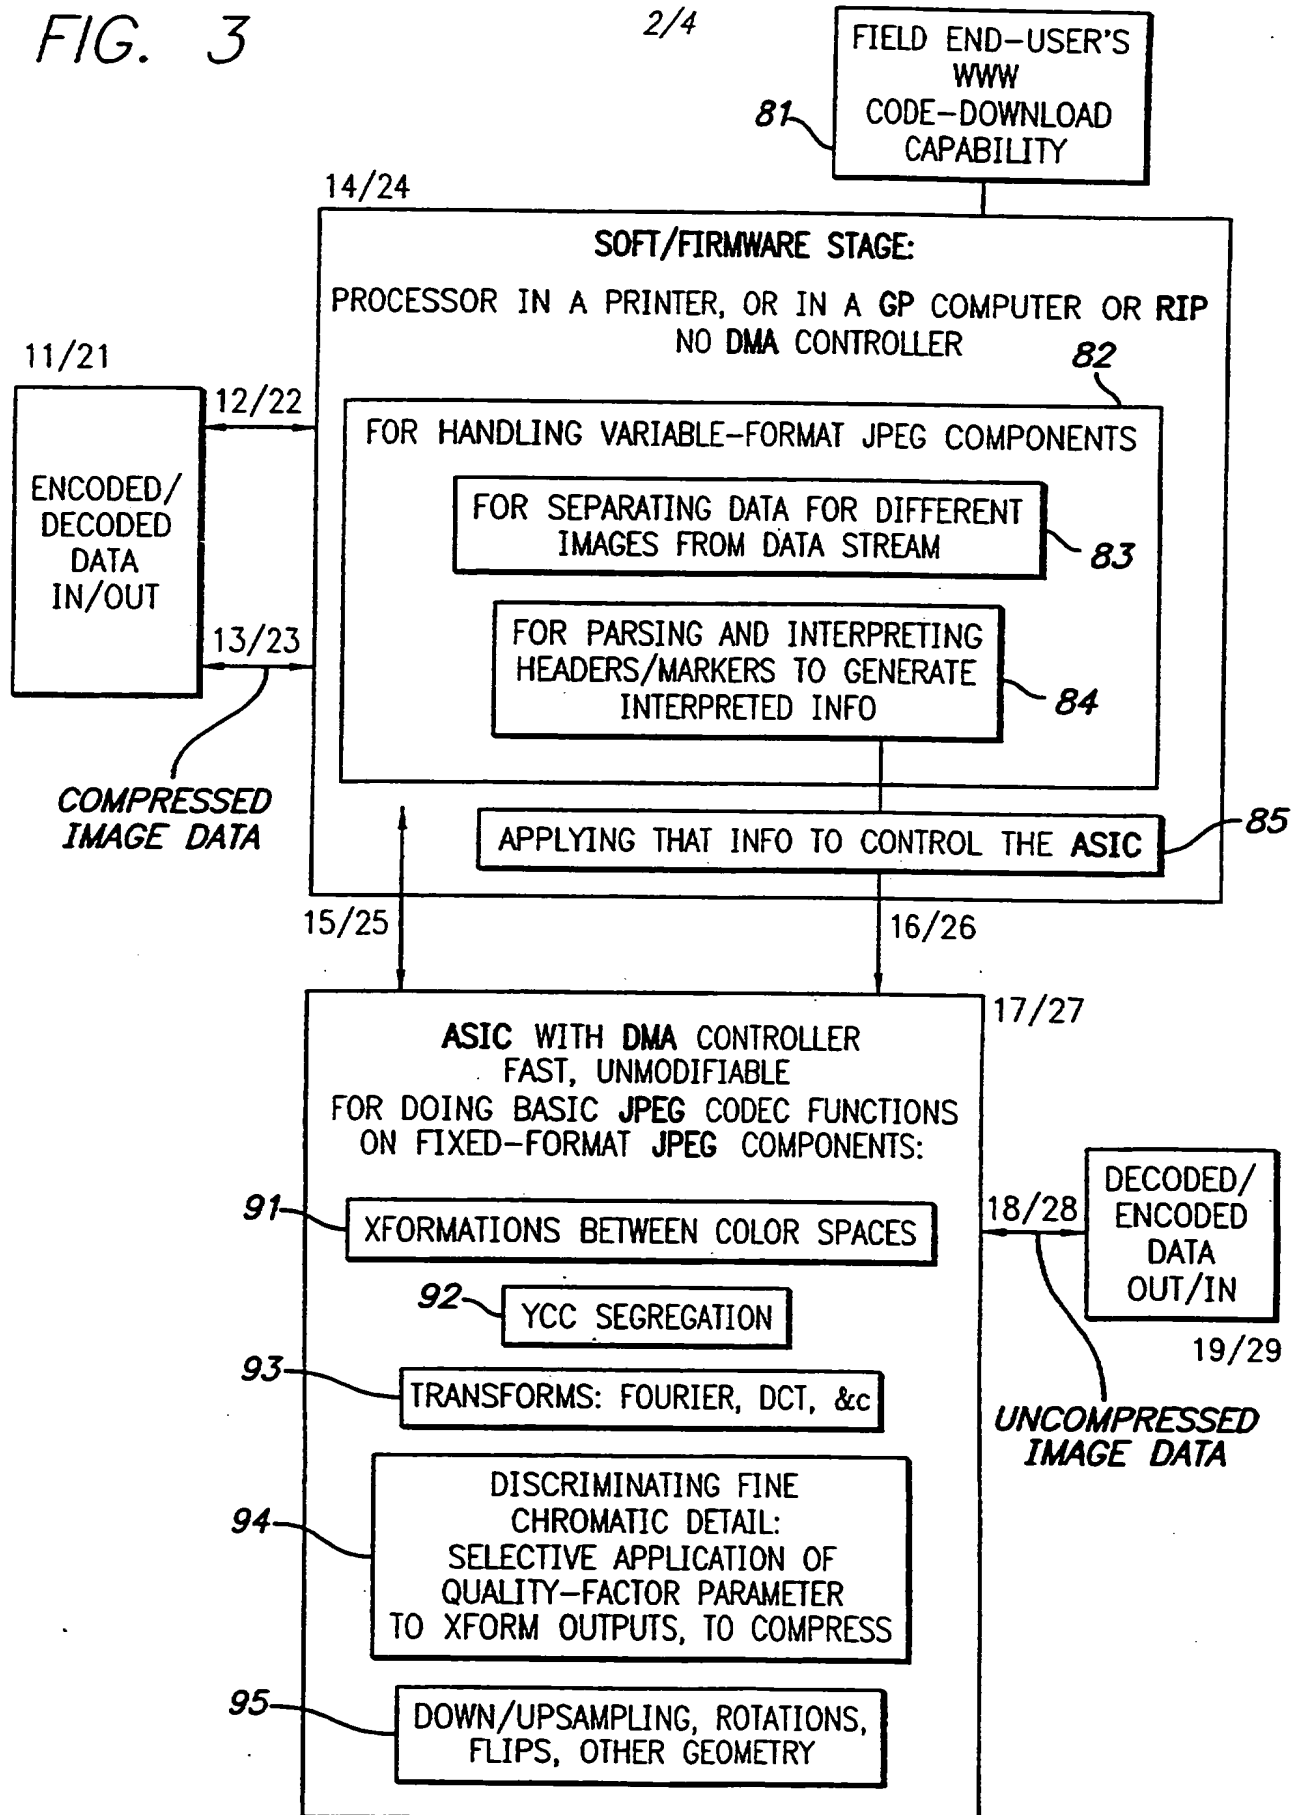 FIG. 3
2/4
FIELD END-USER'S
WWW
CODE-DOWNLOAD
CAPABILITY
81
14/24
SOFT/FIRMWARE STAGE:
PROCESSOR IN A PRINTER, OR IN A GP COMPUTER OR RIP
NO DMA CONTROLLER
82
11/21
12/22
ENCODED/
DECODED
DATA
IN/OUT
13/23
COMPRESSED
IMAGE DATA
FOR HANDLING VARIABLE-FORMAT JPEG COMPONENTS
FOR SEPARATING DATA FOR DIFFERENT
IMAGES FROM DATA STREAM
83
FOR PARSING AND INTERPRETING
HEADERS/MARKERS TO GENERATE
INTERPRETED INFO
84
APPLYING THAT INFO TO CONTROL THE ASIC
85
15/25
16/26
17/27
ASIC WITH DMA CONTROLLER
FAST, UNMODIFIABLE
FOR DOING BASIC JPEG CODEC FUNCTIONS
ON FIXED-FORMAT JPEG COMPONENTS:
91
XFORMATIONS BETWEEN COLOR SPACES
92
YCC SEGREGATION
93
TRANSFORMS: FOURIER, DCT, &c
94
DISCRIMINATING FINE
CHROMATIC DETAIL:
SELECTIVE APPLICATION OF
QUALITY-FACTOR PARAMETER
TO XFORM OUTPUTS, TO COMPRESS
95
DOWN/UPSAMPLING, ROTATIONS,
FLIPS, OTHER GEOMETRY
18/28
DECODED/
ENCODED
DATA
OUT/IN
19/29
UNCOMPRESSED
IMAGE DATA